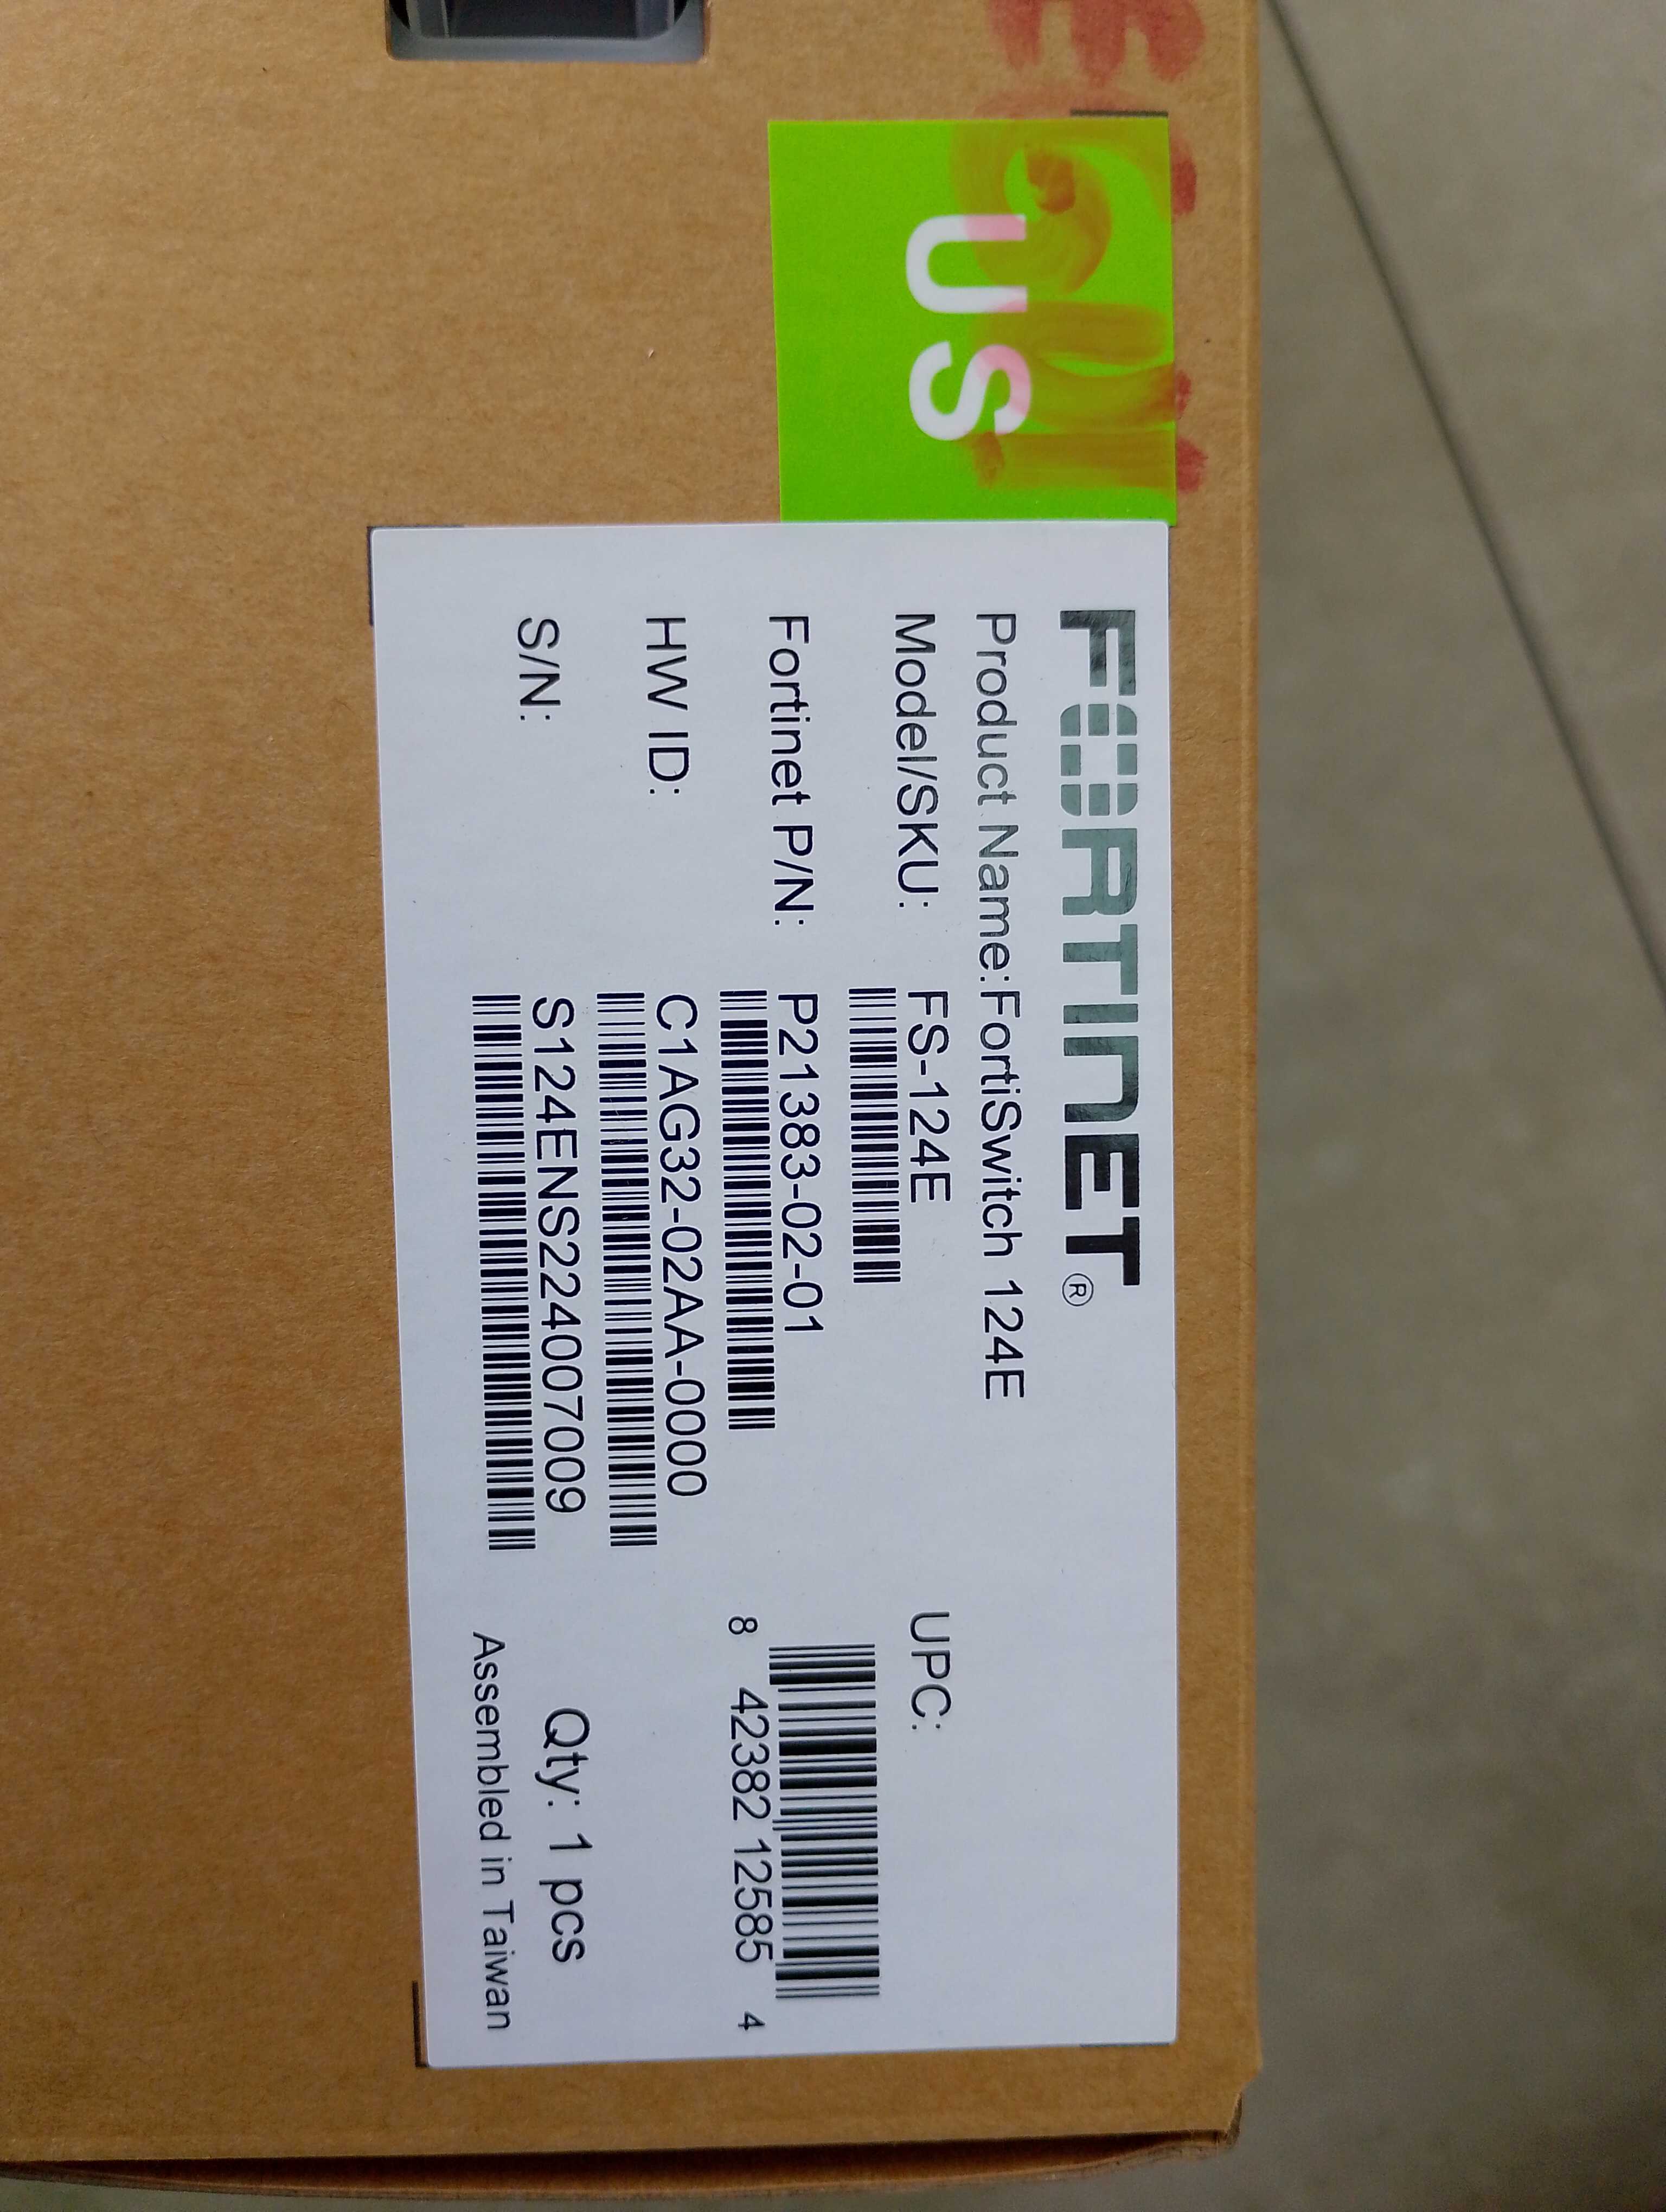 US
FORTINET®
Product Name:FortiSwitch 124E
Model/SKU: FS-124E
Fortinet P/N: P21383-02-01
HW ID: C1AG32-02AA-0000
S/N: S124ENS224007009
UPC:
8 42382 12585 4
Qty: 1 pcs
Assembled in Taiwan